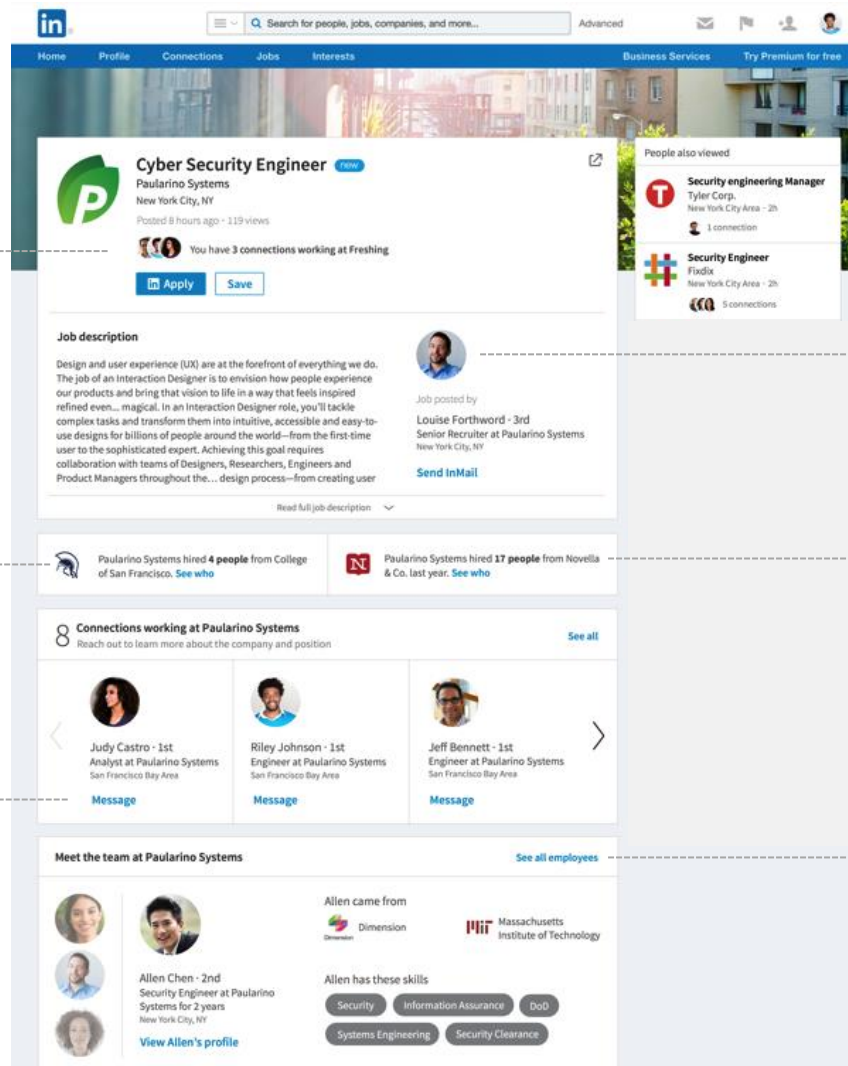 in
Search for people, jobs, companies, and more...
Advanced
Home Profile Connections Jobs Interests Business Services Try Premium for free
P
Cyber Security Engineer new
Paularino Systems
New York City, NY
Posted 8 hours ago - 119 views
You have 3 connections working at Freshing
in Apply Save
People also viewed
T
Security engineering Manager
Tyler Corp.
New York City Area - 2h
1 connection
Security Engineer
Fixdix
New York City Area - 2h
5 connections
Job description
Design and user experience (UX) are at the forefront of everything we do.
The job of an Interaction Designer is to envision how people experience
our products and bring that vision to life in a way that feels inspired
refined even... magical. In an Interaction Designer role, you'll tackle
complex tasks and transform them into intuitive, accessible and easy-to-
use designs for billions of people around the world—from the first-time
user to the sophisticated expert. Achieving this goal requires
collaboration with teams of Designers, Researchers, Engineers and
Product Managers throughout the... design process—from creating user
Job posted by
Louise Forthword - 3rd
Senior Recruiter at Paularino Systems
New York City, NY
Send InMail
Read full job description
Paularino Systems hired 4 people from College
of San Francisco. See who
N
Paularino Systems hired 17 people from Novella
& Co. last year. See who
8 Connections working at Paularino Systems
Reach out to learn more about the company and position
See all
Judy Castro - 1st
Analyst at Paularino Systems
San Francisco Bay Area
Message
Riley Johnson - 1st
Engineer at Paularino Systems
San Francisco Bay Area
Message
Jeff Bennett - 1st
Engineer at Paularino Systems
San Francisco Bay Area
Message
Meet the team at Paularino Systems
See all employees
Allen Chen - 2nd
Security Engineer at Paularino
Systems for 2 years
New York City, NY
View Allen's profile
Allen came from
Dimension
Dimension
Massachusetts
Institute of Technology
Allen has these skills
Security Information Assurance DoD
Systems Engineering Security Clearance